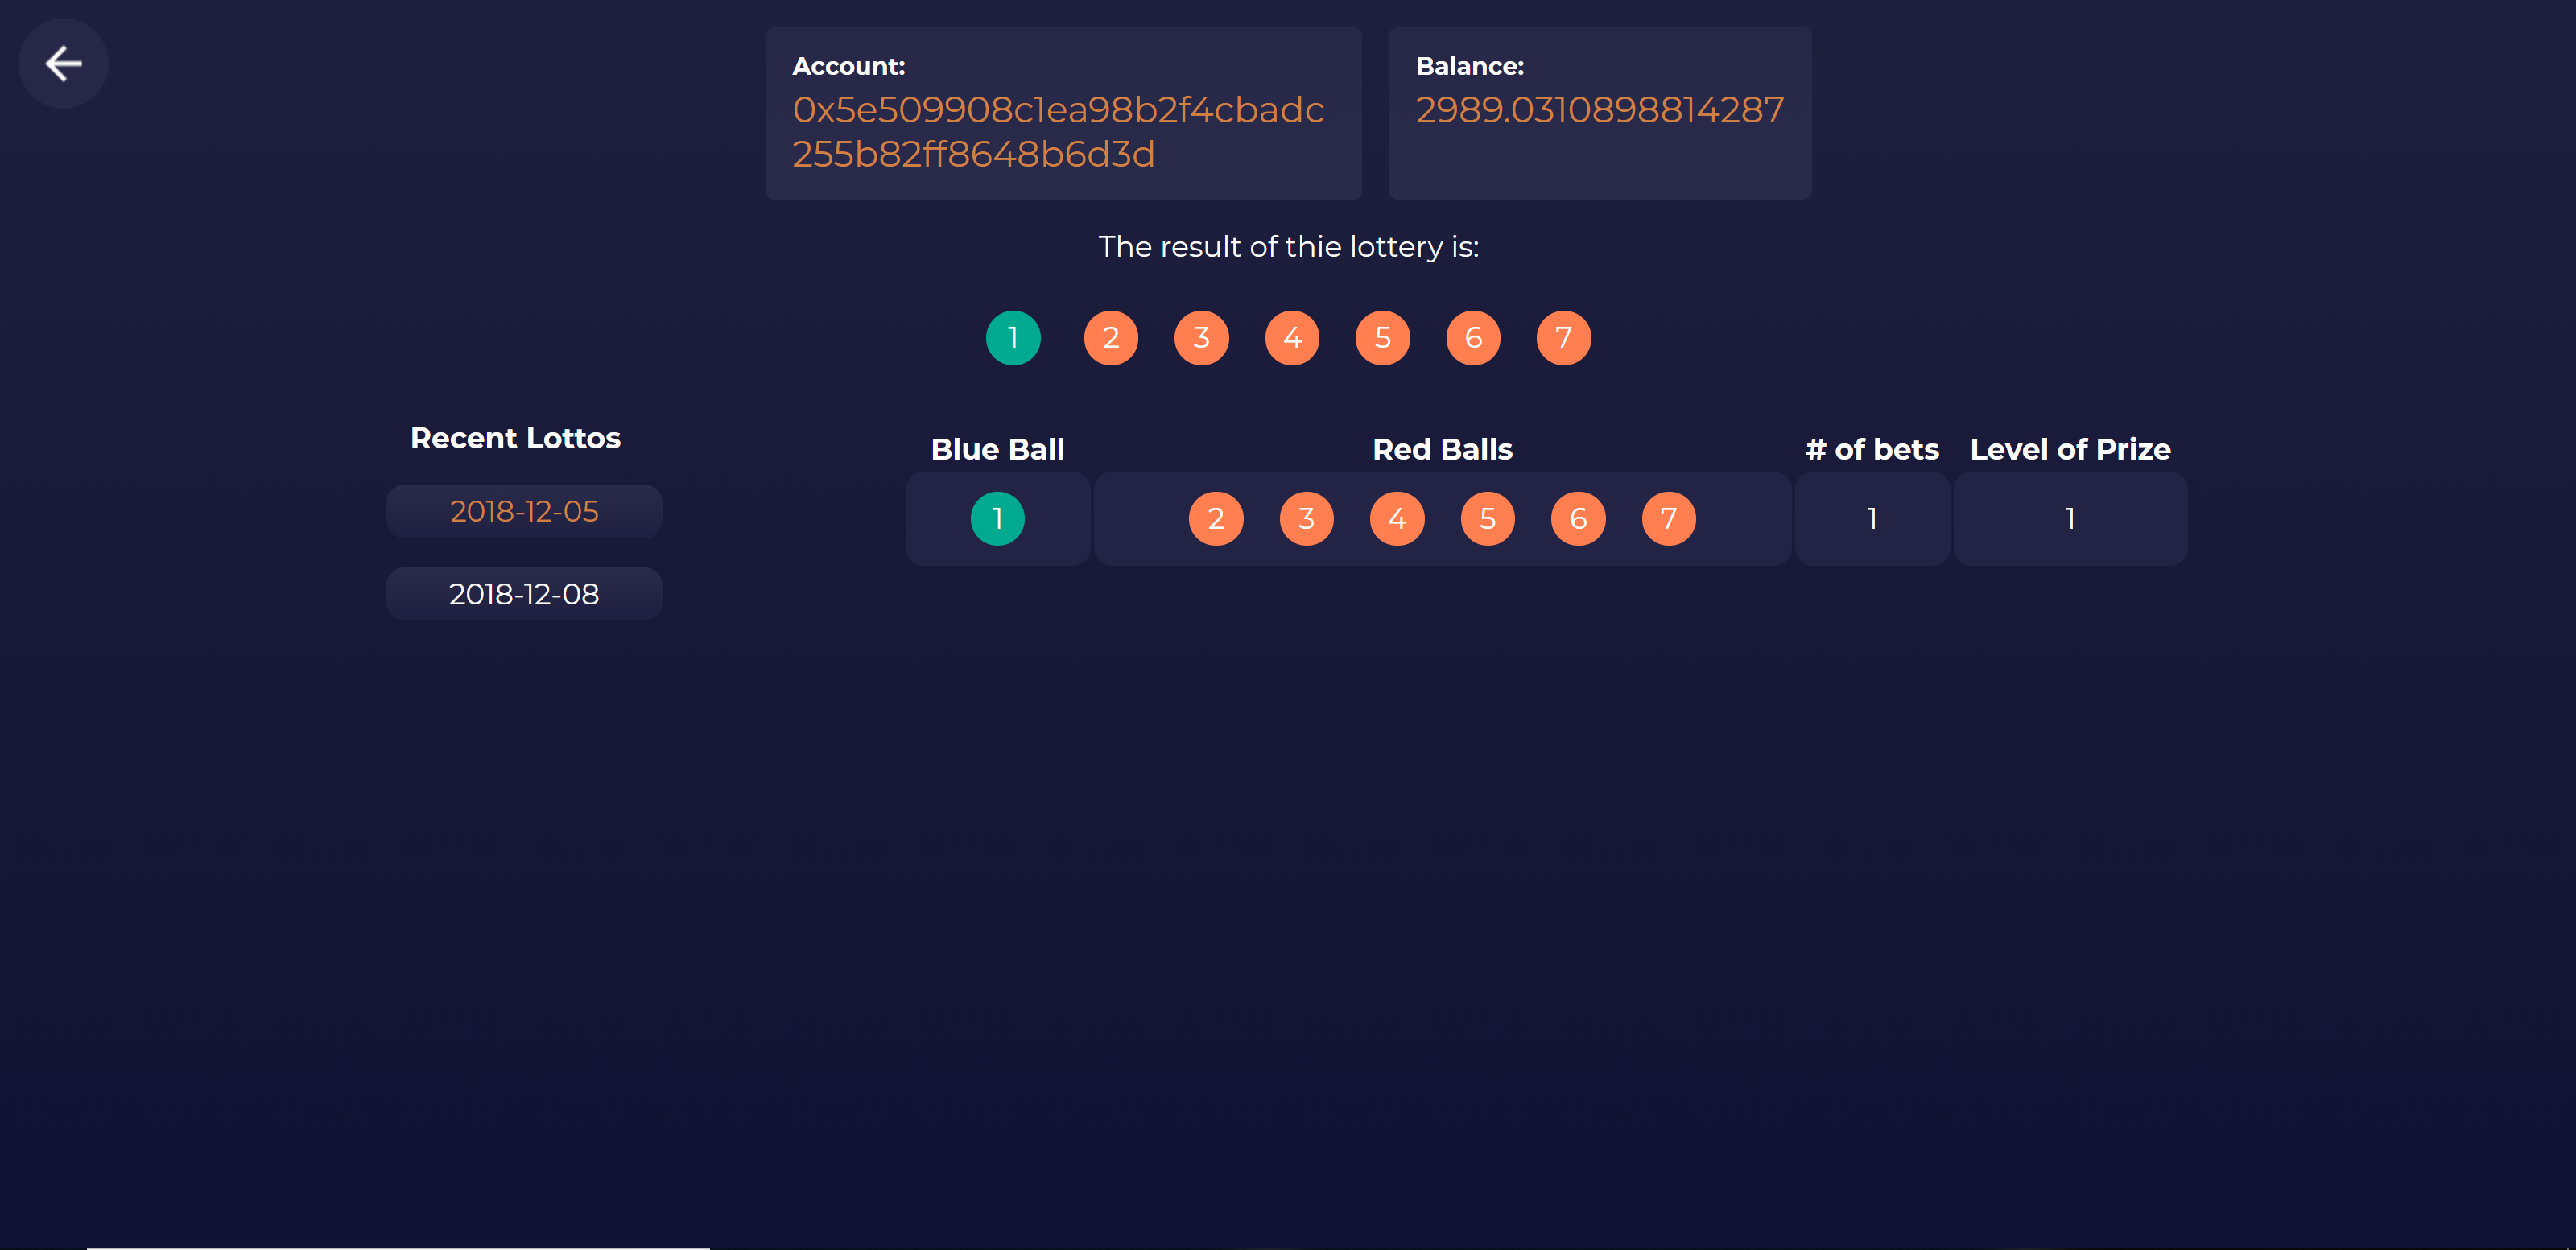 Account:
0x5e509908c1ea98b2f4cbadc
255b82ff8648b6d3d
Balance:
2989.0310898814287
The result of thie lottery is:
1 2 3 4 5 6 7
Recent Lottos
2018-12-05
2018-12-08
Blue Ball Red Balls # of bets Level of Prize
1 2 3 4 5 6 7 1 1